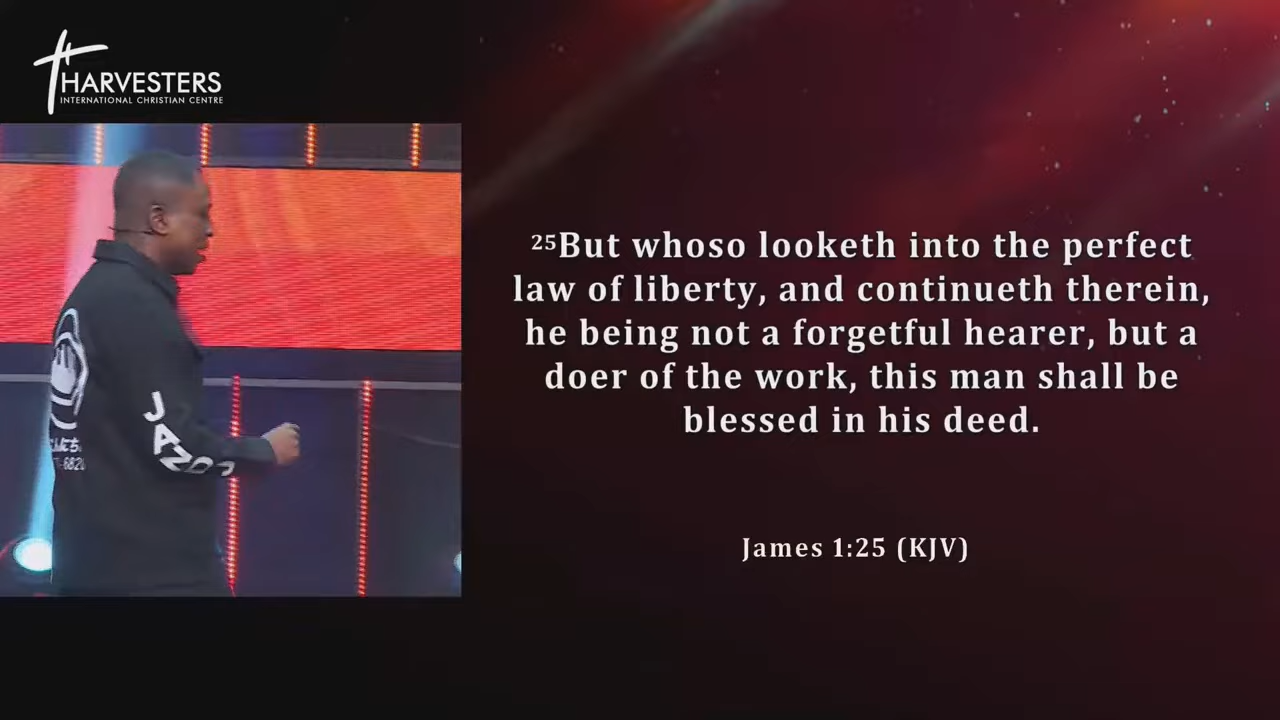 HARVESTERS
INTERNATIONAL CHRISTIAN CENTRE
25But whoso looketh into the perfect
law of liberty, and continueth therein,
he being not a forgetful hearer, but a
doer of the work, this man shall be
blessed in his deed.
James 1:25 (KJV)